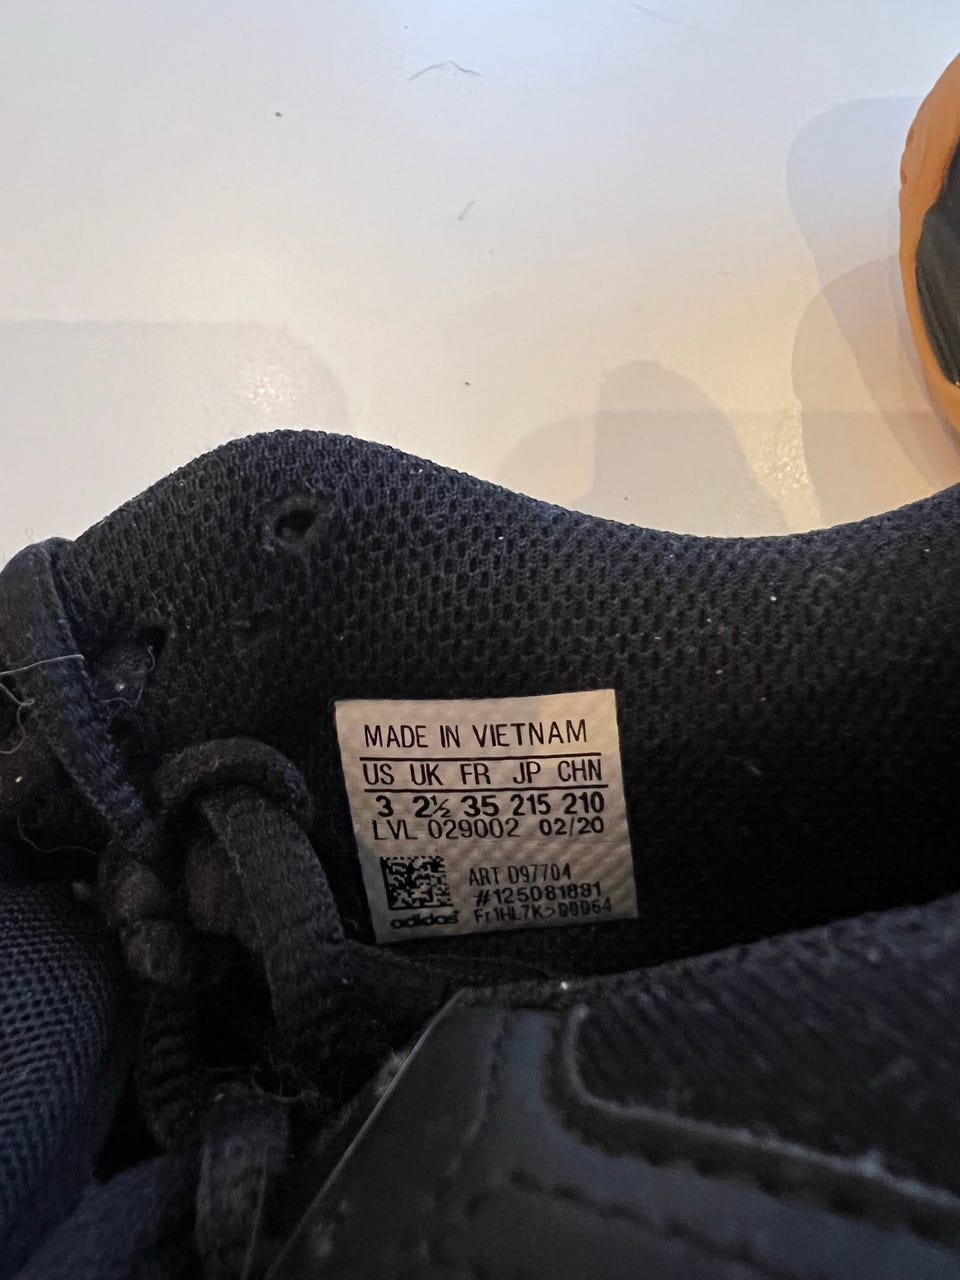 MADE IN VIETNAM
US UK FR JP CHN
3 2½ 35 215 210
LVL 029002 02/20
ART D97704
#125081881
adidas